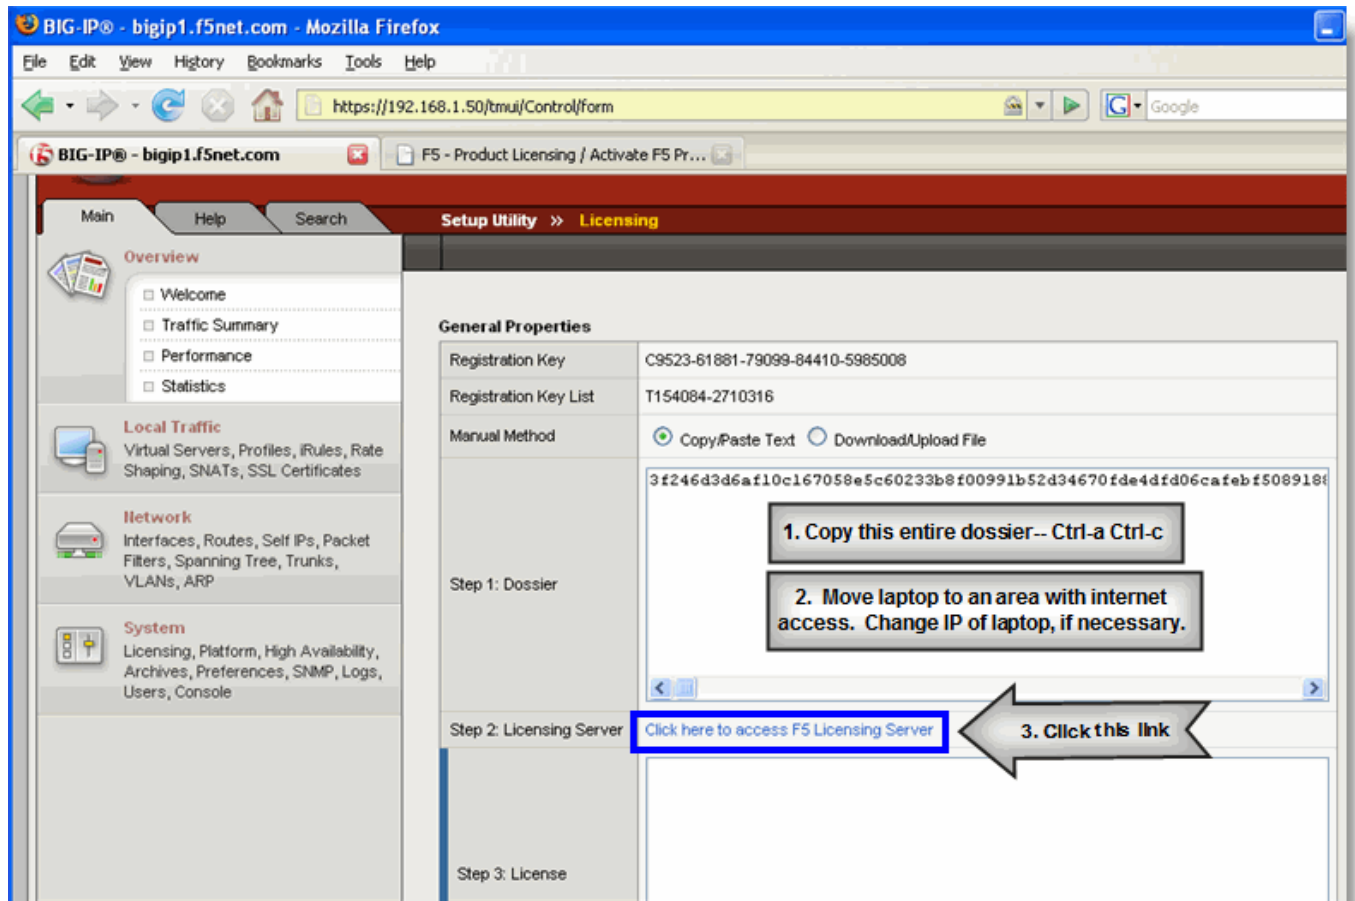 BIG-IP® - bigip1.f5net.com - Mozilla Firefox
File Edit View History Bookmarks Tools Help
https://192.168.1.50/tmui/Control/form
G Google
BIG-IP® - bigip1.f5net.com
F5 - Product Licensing / Activate F5 Pr...
Main Help Search
Setup Utility » Licensing
Overview
Welcome
Traffic Summary
Performance
Statistics
Local Traffic
Virtual Servers, Profiles, iRules, Rate
Shaping, SNATs, SSL Certificates
Network
Interfaces, Routes, Self IPs, Packet
Filters, Spanning Tree, Trunks,
VLANs, ARP
System
Licensing, Platform, High Availability,
Archives, Preferences, SNMP, Logs,
Users, Console
General Properties
Registration Key C9523-61881-79099-84410-5985008
Registration Key List T154084-2710316
Manual Method Copy/Paste Text Download/Upload File
Step 1: Dossier
3f246d3d6af10c167058e5c60233b8f00991b52d34670fde4dfd06cafebf5089188
1. Copy this entire dossier-- Ctrl-a Ctrl-c
2. Move laptop to an area with internet
access. Change IP of laptop, if necessary.
Step 2: Licensing Server Click here to access F5 Licensing Server
3. Click this link
Step 3: License